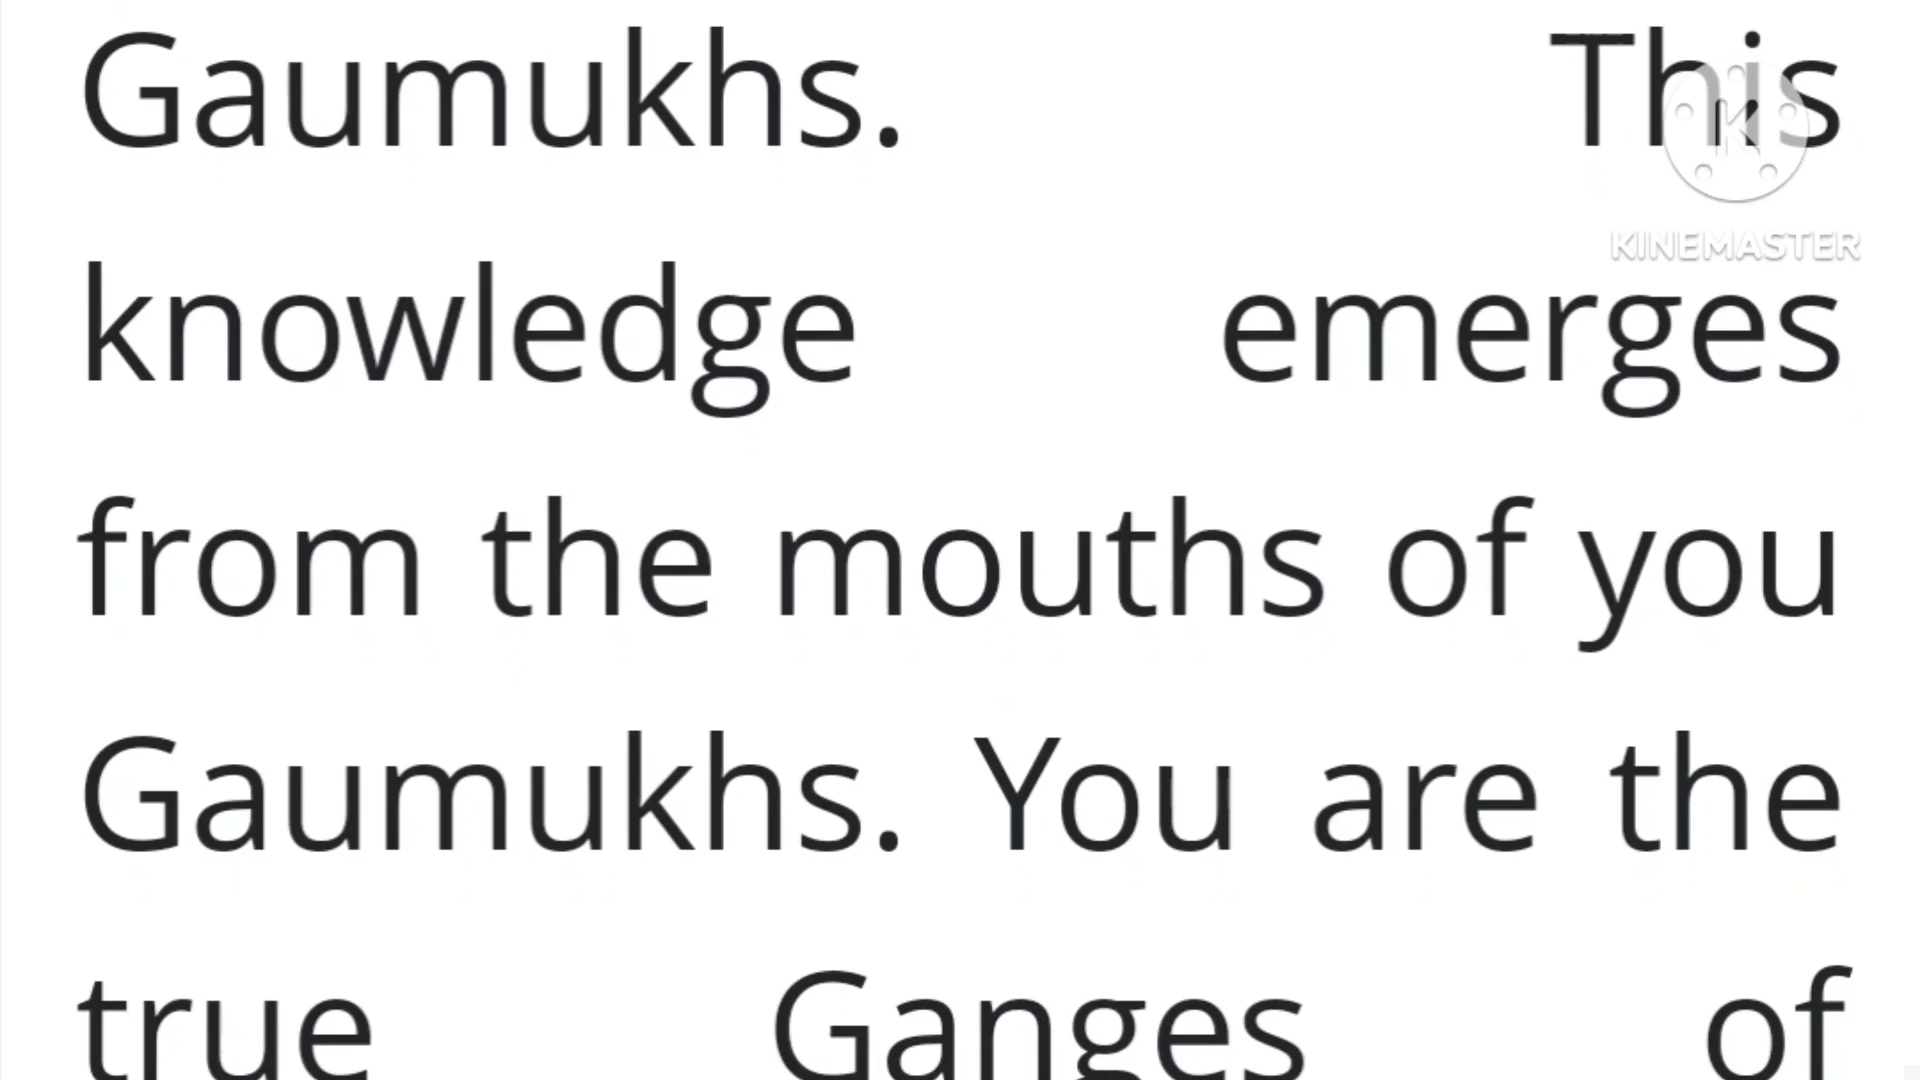 Gaumukhs. This
KINEMASTER
knowledge emerges
from the mouths of you
Gaumukhs. You are the
true Ganges of